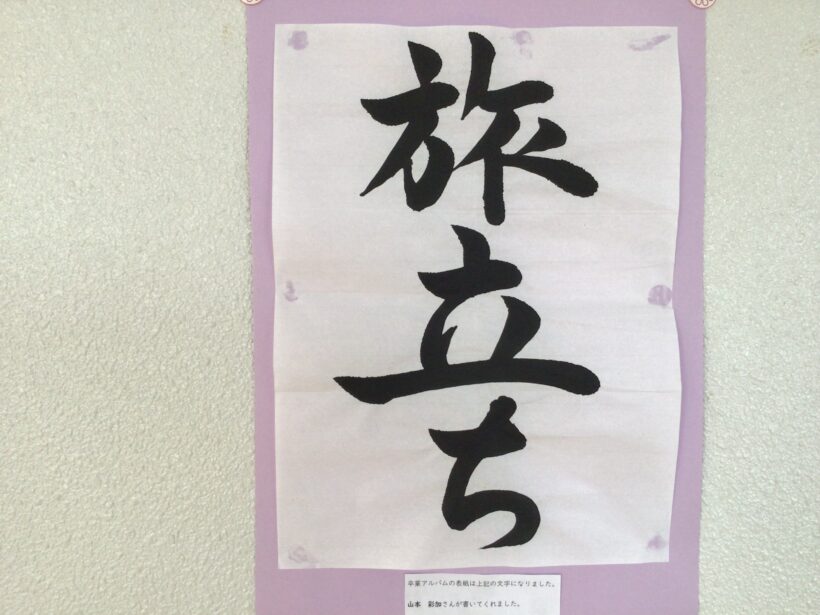 旅立ち
卒業アルバムの表紙は上記の文字になりました。
山本 彩加さんが書いてくれました。